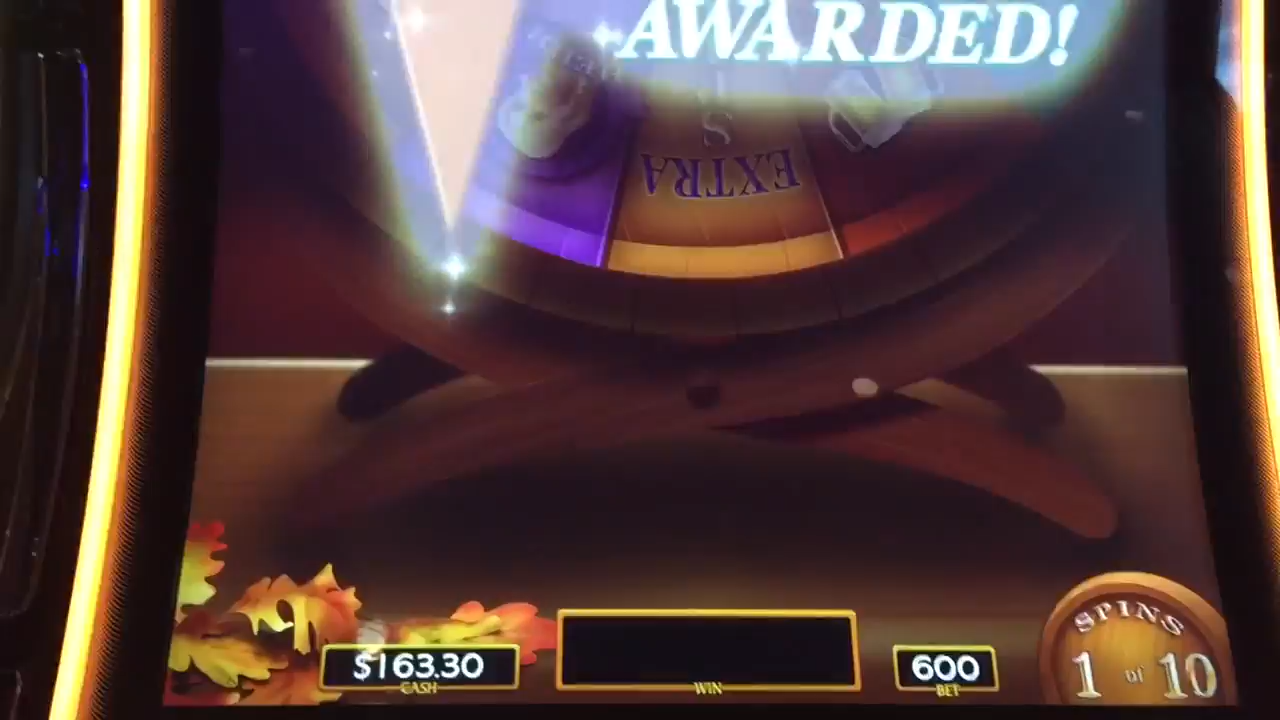 AWARDED!
EXTRA
$163.30
CASH
WIN
600
BET
SPINS
1 of 10